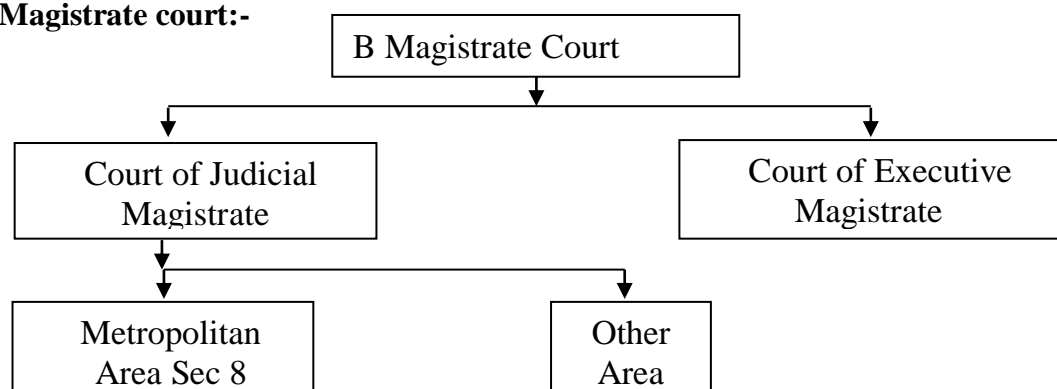 Magistrate court:-
B Magistrate Court
Court of Judicial
Magistrate
Court of Executive
Magistrate
Metropolitan
Area Sec 8
Other
Area